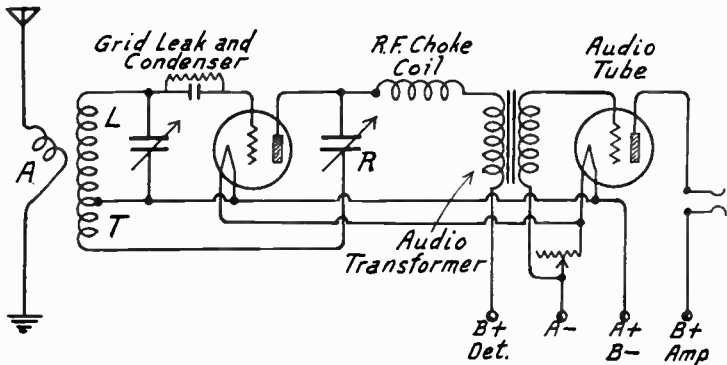 Grid Leak and
Condenser
R.F. Choke
Coil
Audio
Tube
L
A
R
T
Audio
Transformer
B+
Det.
A-
A+
B-
B+
Amp